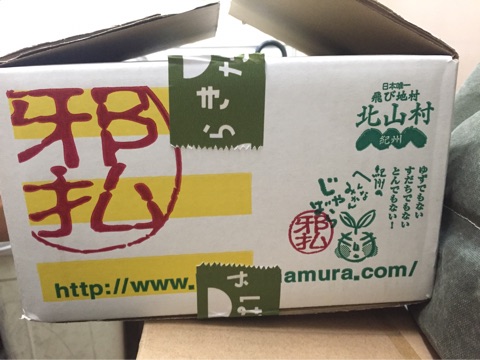 邪払
日本唯一
飛び地村
北山村
紀州
ゆずでもない
すだちでもない
とんでもない!
紀州の
へんな
みかん
じゃばら
邪払
http://www. amura.com/